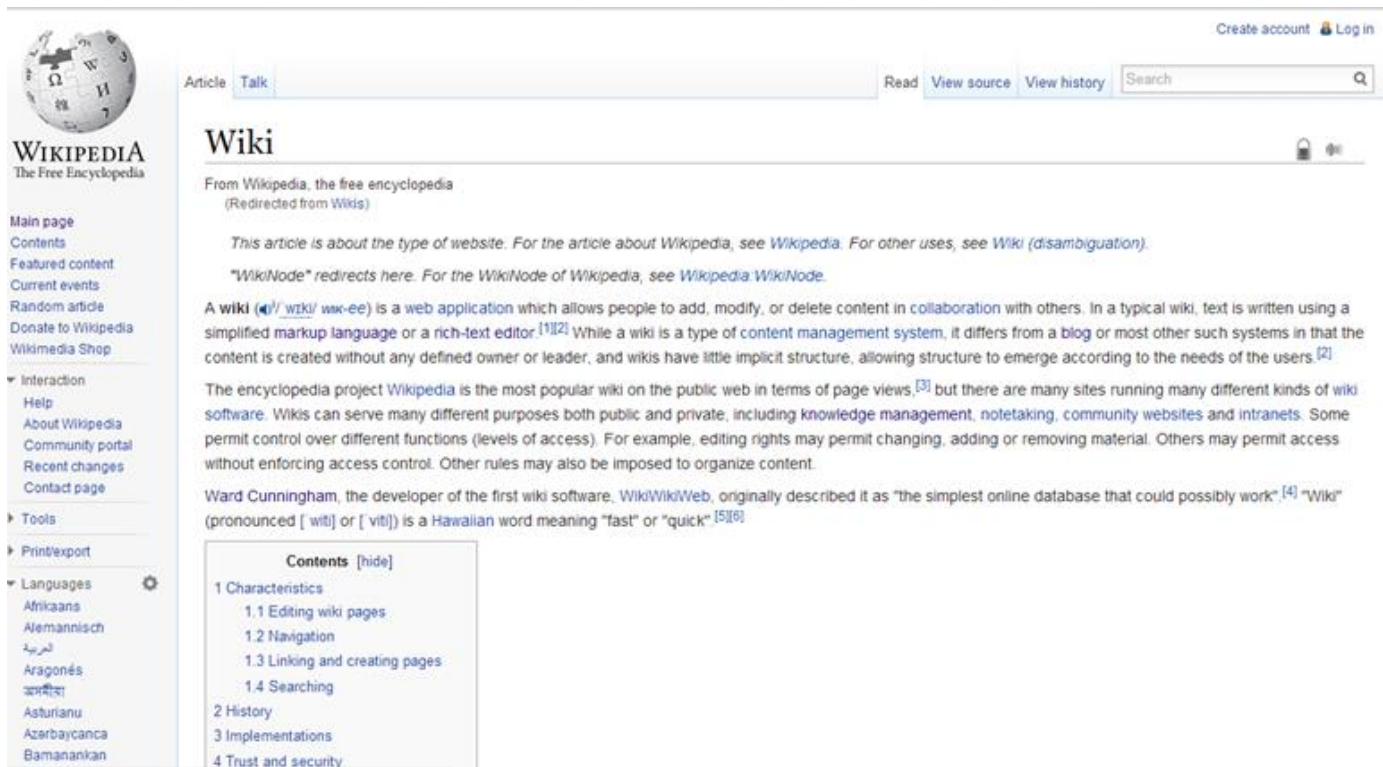 Create account Log in
Article Talk Read View source View history Search
WIKIPEDIA
The Free Encyclopedia
Main page
Contents
Featured content
Current events
Random article
Donate to Wikipedia
Wikimedia Shop
Interaction
Help
About Wikipedia
Community portal
Recent changes
Contact page
Tools
Print/export
Languages
Afrikaans
Alemannisch
العربية
Aragonés
অসমীয়া
Asturianu
Azərbaycanca
Bamanankan
Wiki
From Wikipedia, the free encyclopedia
(Redirected from Wikis)
This article is about the type of website. For the article about Wikipedia, see Wikipedia. For other uses, see Wiki (disambiguation).
"WikiNode" redirects here. For the WikiNode of Wikipedia, see Wikipedia:WikiNode.
A wiki (/ˈwɪki/ WIK-ee) is a web application which allows people to add, modify, or delete content in collaboration with others. In a typical wiki, text is written using a
simplified markup language or a rich-text editor.[1][2] While a wiki is a type of content management system, it differs from a blog or most other such systems in that the
content is created without any defined owner or leader, and wikis have little implicit structure, allowing structure to emerge according to the needs of the users.[2]
The encyclopedia project Wikipedia is the most popular wiki on the public web in terms of page views,[3] but there are many sites running many different kinds of wiki
software. Wikis can serve many different purposes both public and private, including knowledge management, notetaking, community websites and intranets. Some
permit control over different functions (levels of access). For example, editing rights may permit changing, adding or removing material. Others may permit access
without enforcing access control. Other rules may also be imposed to organize content.
Ward Cunningham, the developer of the first wiki software, WikiWikiWeb, originally described it as "the simplest online database that could possibly work".[4] "Wiki"
(pronounced [ˈwiti] or [ˈviti]) is a Hawaiian word meaning "fast" or "quick".[5][6]
Contents [hide]
1 Characteristics
1.1 Editing wiki pages
1.2 Navigation
1.3 Linking and creating pages
1.4 Searching
2 History
3 Implementations
4 Trust and security